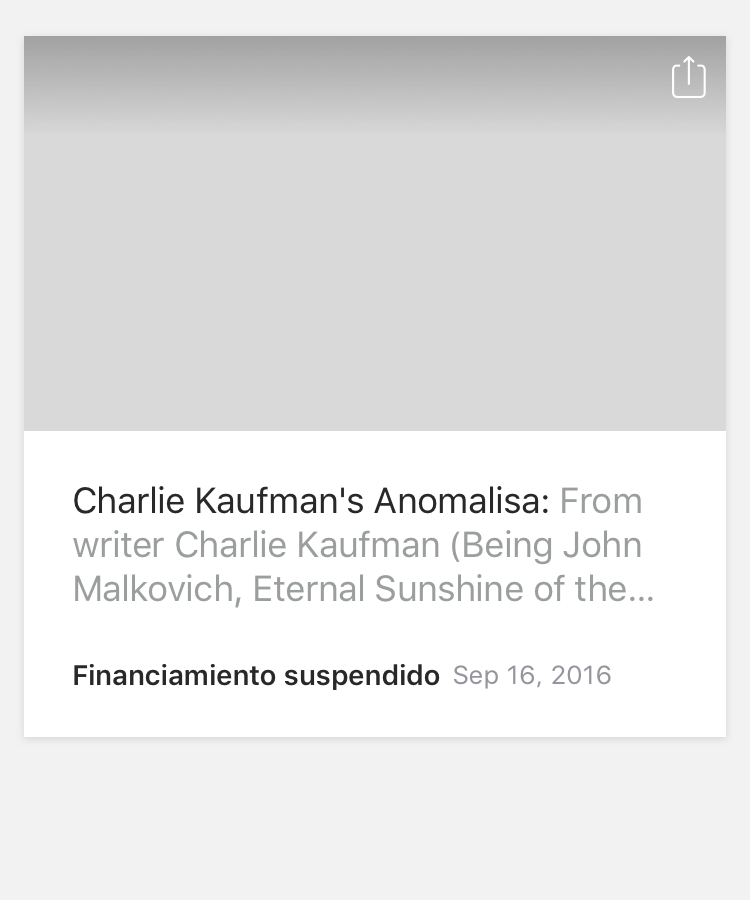 Charlie Kaufman's Anomalisa: From
writer Charlie Kaufman (Being John
Malkovich, Eternal Sunshine of the...
Financiamiento suspendido Sep 16, 2016